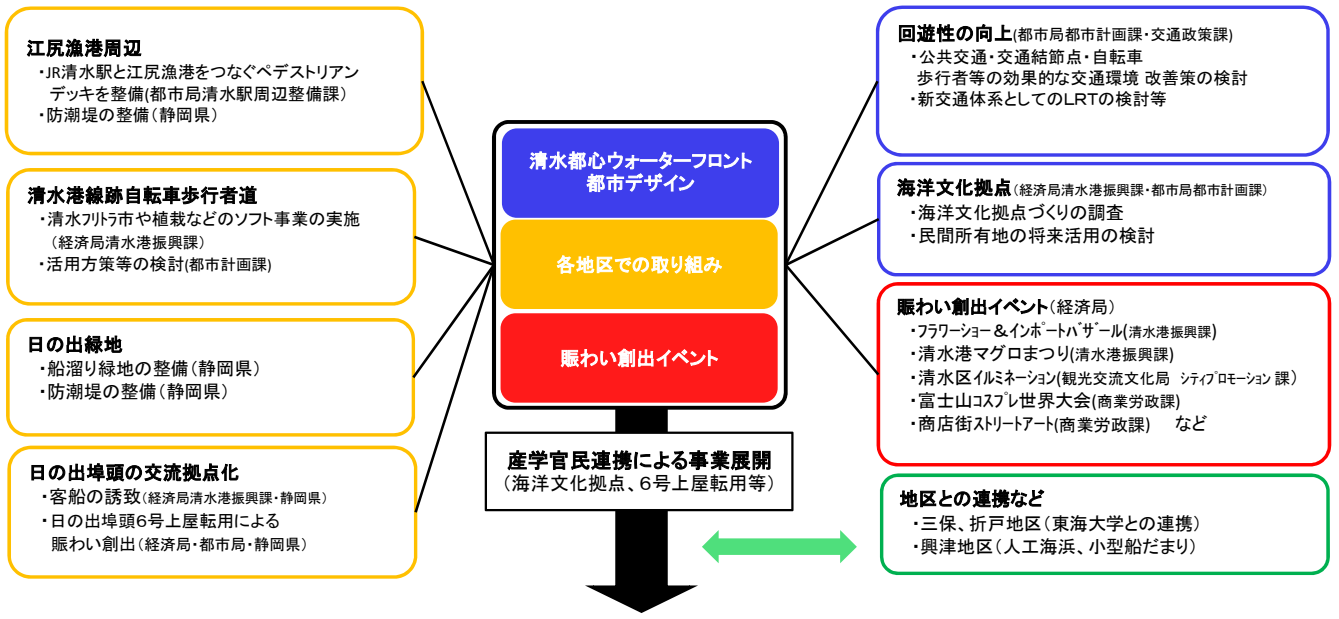 江尻漁港周辺
・JR清水駅と江尻漁港をつなぐペデストリアン
デッキを整備(都市局清水駅周辺整備課)
・防潮堤の整備(静岡県)
清水港線跡自転車歩行者道
・清水フリトラ市や植栽などのソフト事業の実施
(経済局清水港振興課)
・活用方策等の検討(都市計画課)
日の出緑地
・船溜り緑地の整備(静岡県)
・防潮堤の整備(静岡県)
日の出埠頭の交流拠点化
・客船の誘致(経済局清水港振興課・静岡県)
・日の出埠頭6号上屋転用による
賑わい創出(経済局・都市局・静岡県)
清水都心ウォーターフロント
都市デザイン
各地区での取り組み
賑わい創出イベント
産学官民連携による事業展開
(海洋文化拠点、6号上屋転用等)
回遊性の向上(都市局都市計画課・交通政策課)
・公共交通・交通結節点・自転車
歩行者等の効果的な交通環境 改善策の検討
・新交通体系としてのLRTの検討等
海洋文化拠点(経済局清水港振興課・都市局都市計画課)
・海洋文化拠点づくりの調査
・民間所有地の将来活用の検討
賑わい創出イベント(経済局)
・フラワーショー&インポートバザール(清水港振興課)
・清水港マグロまつり(清水港振興課)
・清水区イルミネーション(観光交流文化局 シティプロモーション課)
・富士山コスプレ世界大会(商業労政課)
・商店街ストリートアート(商業労政課) など
地区との連携など
・三保、折戸地区(東海大学との連携)
・興津地区(人工海浜、小型船だまり)